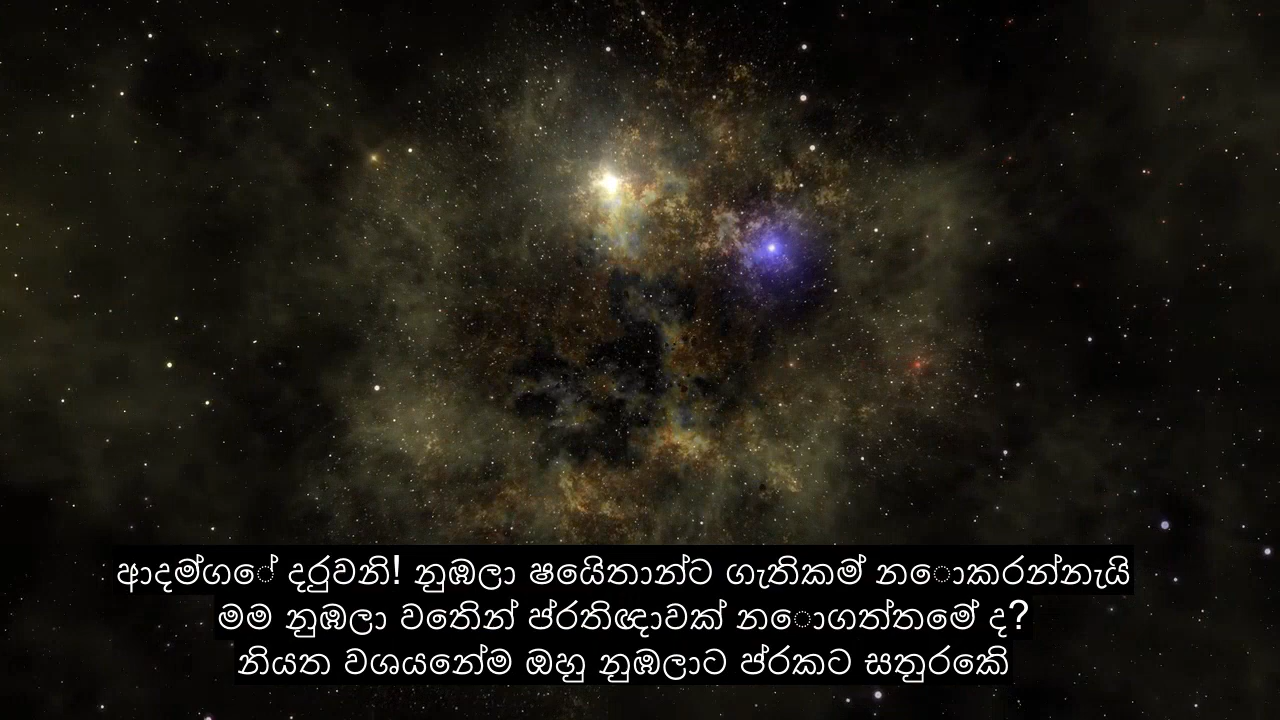 ආදම්ගේ දරුවනි! නුඹලා ෂෙයිතාන්ට ගැතිකම් නොකරන්නැයි
මම නුඹලා වෙතින් ප්රතිඥාවක් නොගත්තෙම් ද?
නියත වශයෙන්ම ඔහු නුඹලාට ප්රකට සතුරෙකි